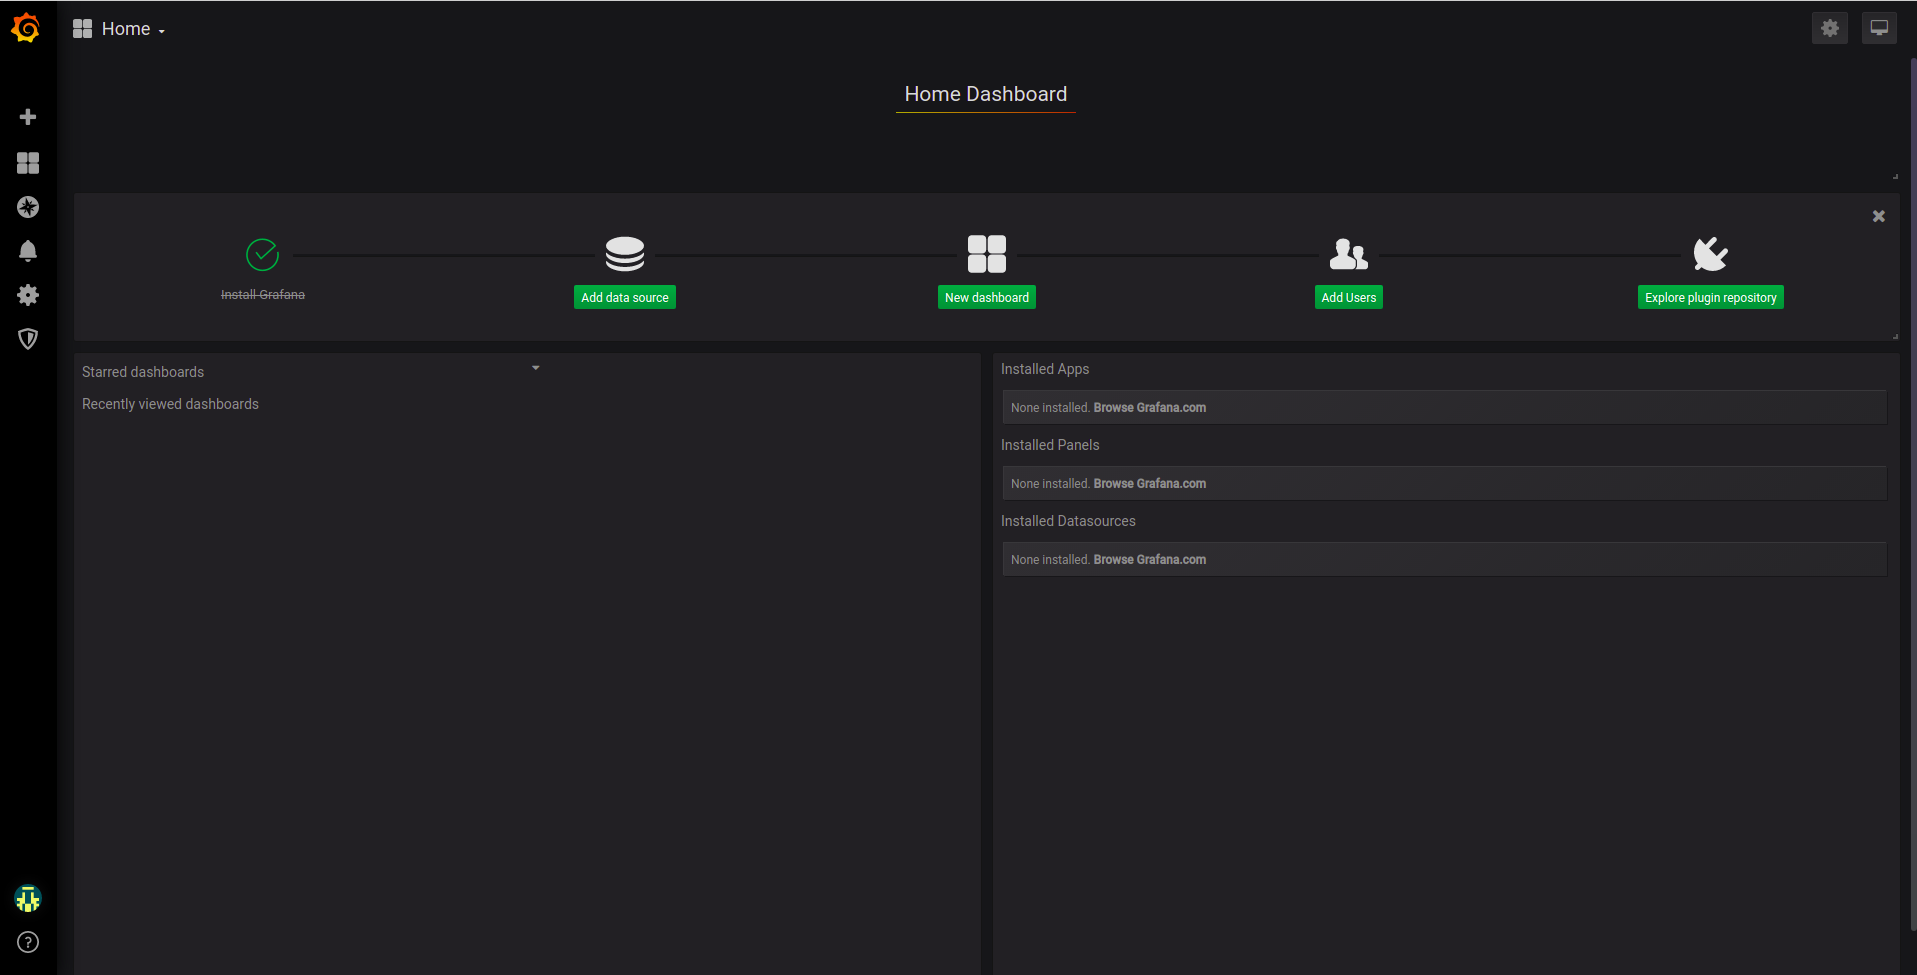 Home
Home Dashboard
Install Grafana
Add data source
New dashboard
Add Users
Explore plugin repository
Starred dashboards
Recently viewed dashboards
Installed Apps
None installed. Browse Grafana.com
Installed Panels
None installed. Browse Grafana.com
Installed Datasources
None installed. Browse Grafana.com
?